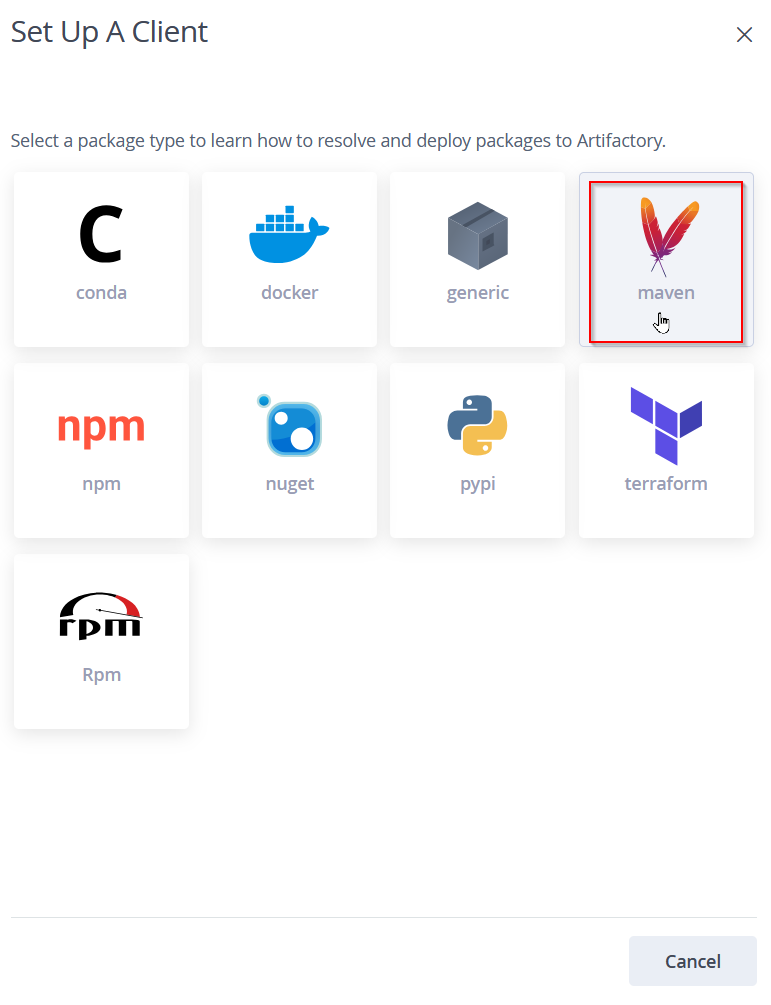 Set Up A Client
Select a package type to learn how to resolve and deploy packages to Artifactory.
C
conda
docker
generic
maven
npm
npm
nuget
pypi
terraform
rpm
Rpm
Cancel